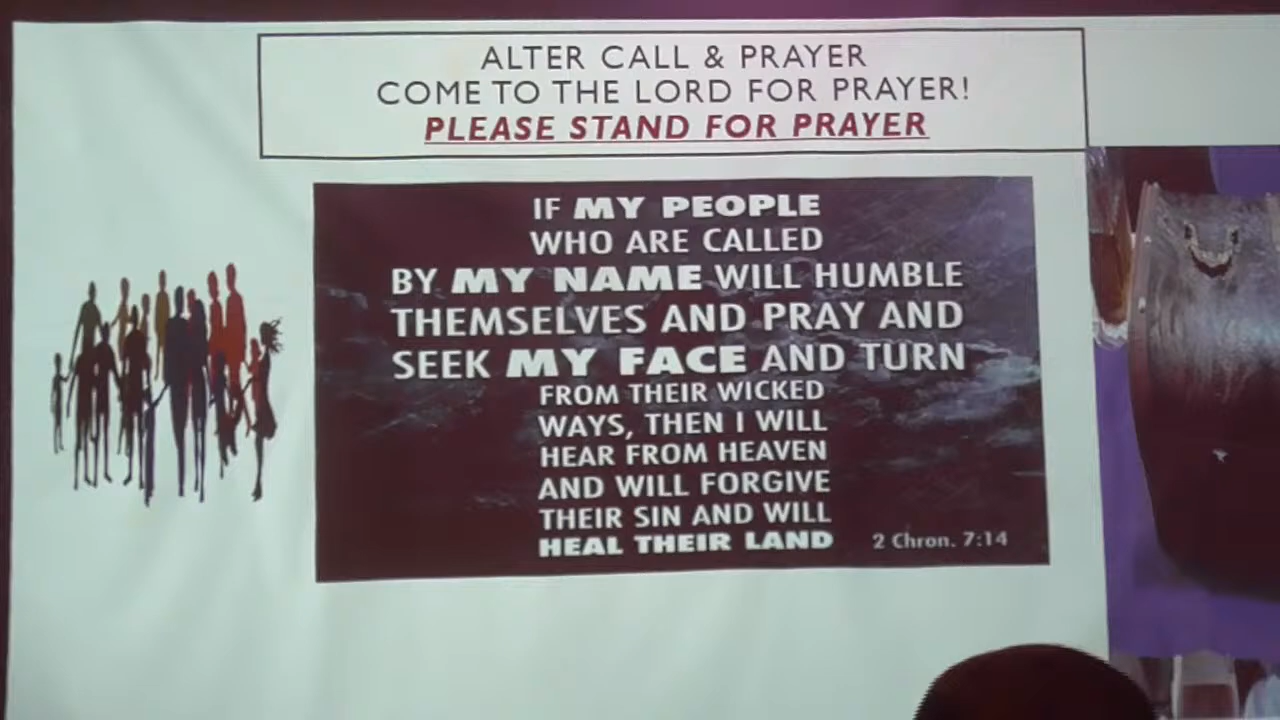 ALTER CALL & PRAYER
COME TO THE LORD FOR PRAYER!
PLEASE STAND FOR PRAYER
IF MY PEOPLE
WHO ARE CALLED
BY MY NAME WILL HUMBLE
THEMSELVES AND PRAY AND
SEEK MY FACE AND TURN
FROM THEIR WICKED
WAYS, THEN I WILL
HEAR FROM HEAVEN
AND WILL FORGIVE
THEIR SIN AND WILL
HEAL THEIR LAND
2 Chron. 7:14